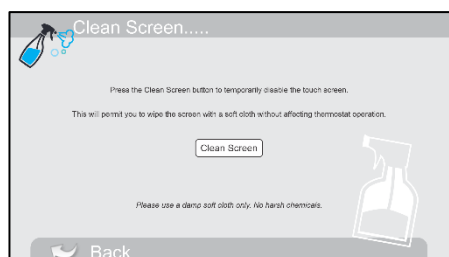 Clean Screen.....
Press the Clean Screen button to temporarily disable the touch screen.
This will permit you to wipe the screen with a soft cloth without affecting thermostat operation.
Clean Screen
Please use a damp soft cloth only. No harsh chemicals.
Back